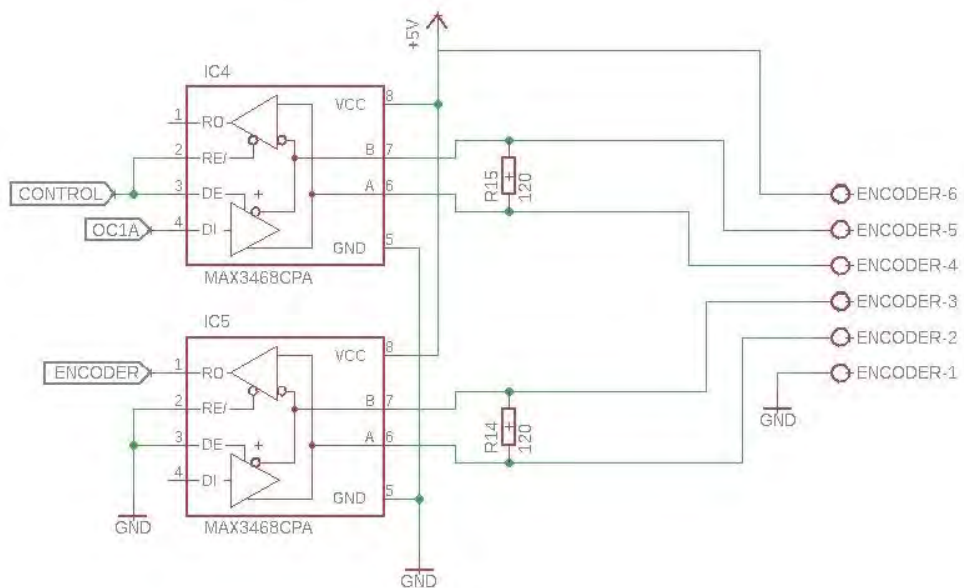 +5V
IC4
1 RO VCC 8
2 RE/ B 7
CONTROL 3 DE + A 6
OC1A 4 DI GND 5
MAX3468CPA
R15 120
ENCODER-6
ENCODER-5
ENCODER-4
ENCODER-3
ENCODER-2
ENCODER-1
GND
IC5
ENCODER 1 RO VCC 8
2 RE/ B 7
3 DE + A 6
4 DI GND 5
MAX3468CPA
R14 120
GND
GND